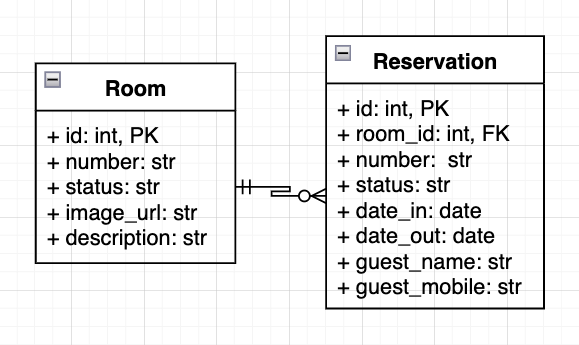 Room
+ id: int, PK
+ number: str
+ status: str
+ image_url: str
+ description: str
Reservation
+ id: int, PK
+ room_id: int, FK
+ number:  str
+ status: str
+ date_in: date
+ date_out: date
+ guest_name: str
+ guest_mobile: str